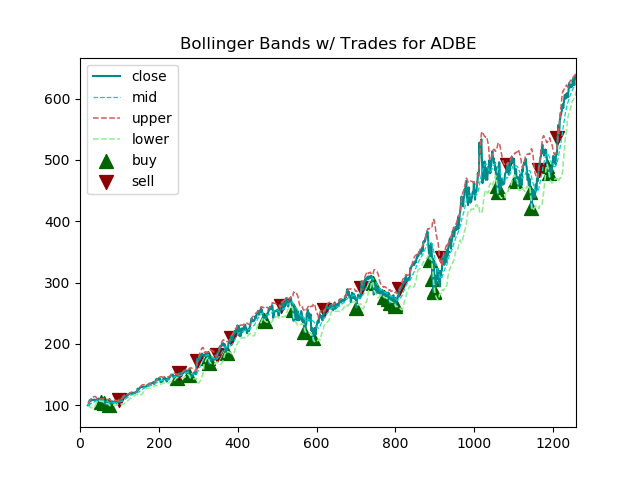 Bollinger Bands w/ Trades for ADBE
close
mid
upper
lower
buy
sell
600
500
400
300
200
100
0 200 400 600 800 1000 1200